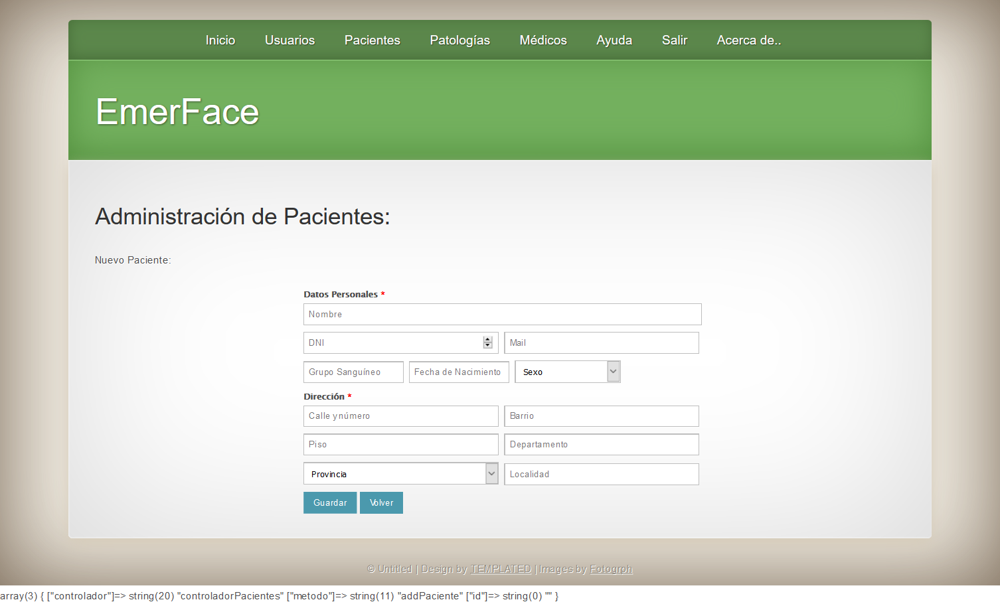 Inicio Usuarios Pacientes Patologías Médicos Ayuda Salir Acerca de..
EmerFace
Administración de Pacientes:
Nuevo Paciente:
Datos Personales *
Nombre
DNI Mail
Grupo Sanguíneo Fecha de Nacimiento Sexo
Dirección *
Calle y número Barrio
Piso Departamento
Provincia Localidad
Guardar Volver
© Untitled | Design by TEMPLATED | Images by Fotogrph
array(3) { ["controlador"]=> string(20) "controladorPacientes" ["metodo"]=> string(11) "addPaciente" ["id"]=> string(0) "" }